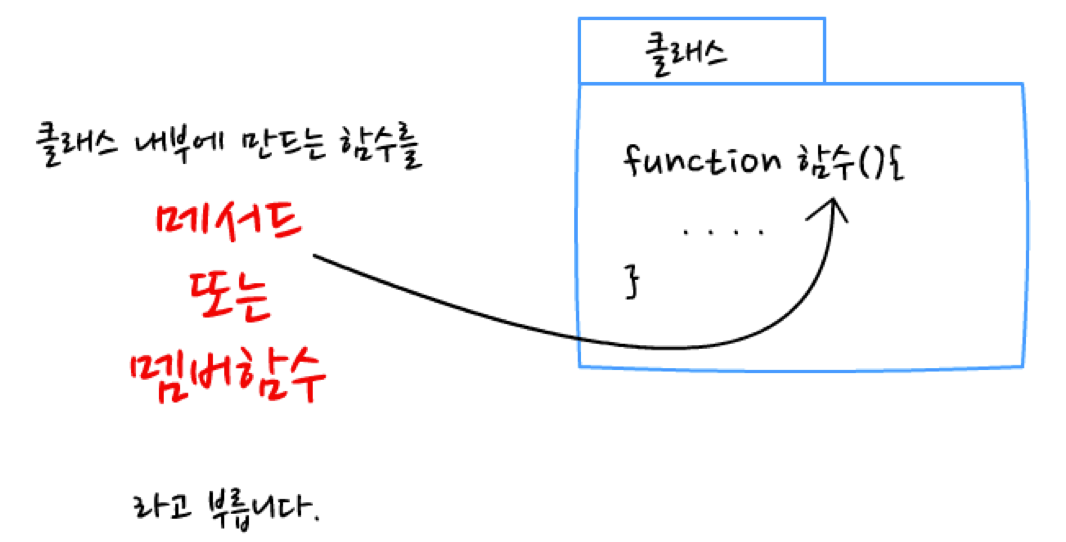 클래스 내부에 만드는 함수를
메서드
또는
멤버함수
라고 부릅니다.
클래스
function 함수(){
....
}